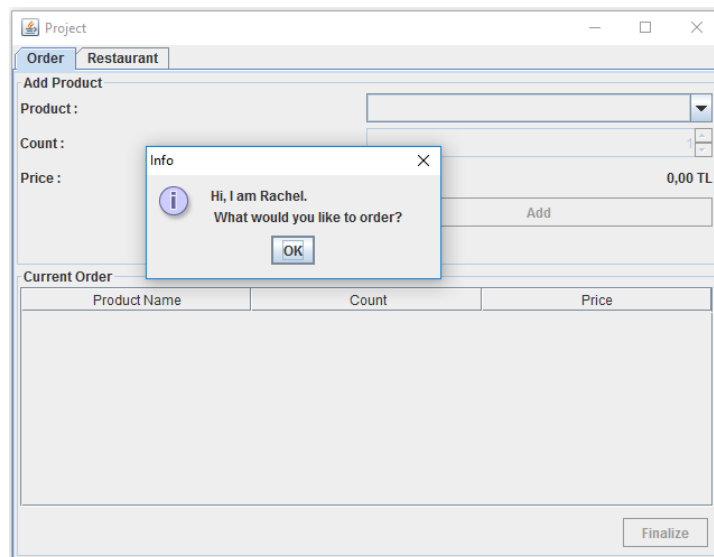 Project
Order Restaurant
Add Product
Product :
Count :
1
Price :
0,00 TL
Add
Info
Hi, I am Rachel.
What would you like to order?
OK
Current Order
Product Name Count Price
Finalize